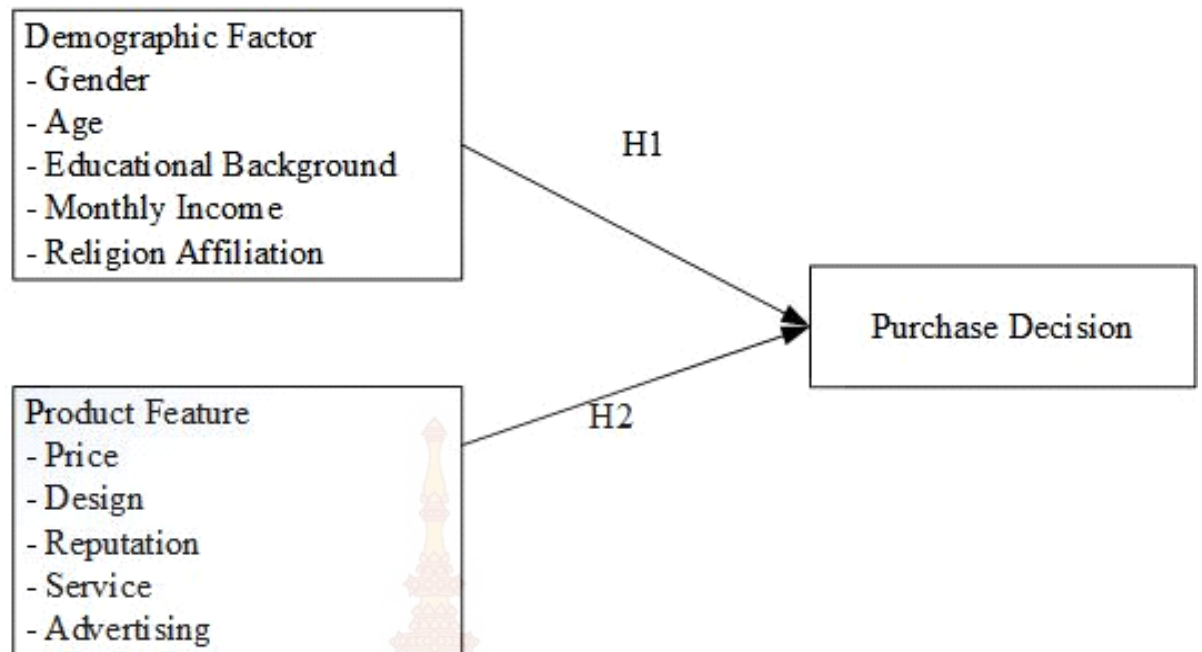 Demographic Factor
- Gender
- Age
- Educational Background
- Monthly Income
- Religion Affiliation
H1
Purchase Decision
Product Feature
- Price
- Design
- Reputation
- Service
- Advertising
H2